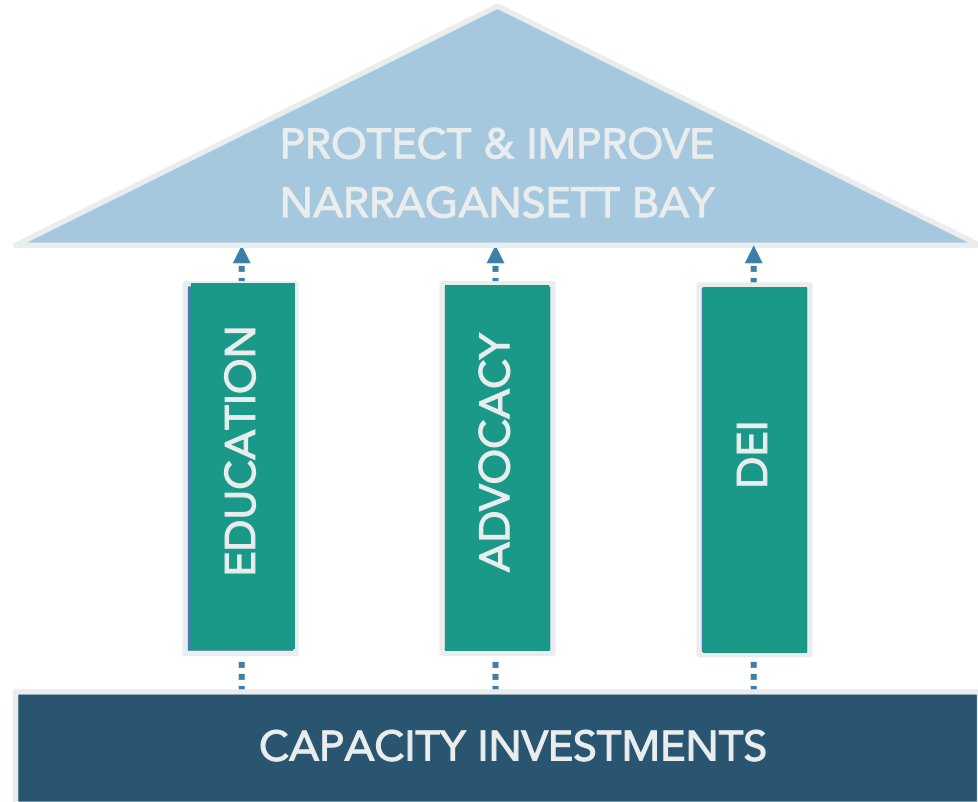 PROTECT & IMPROVE
NARRAGANSETT BAY
EDUCATION
ADVOCACY
DEI
CAPACITY INVESTMENTS